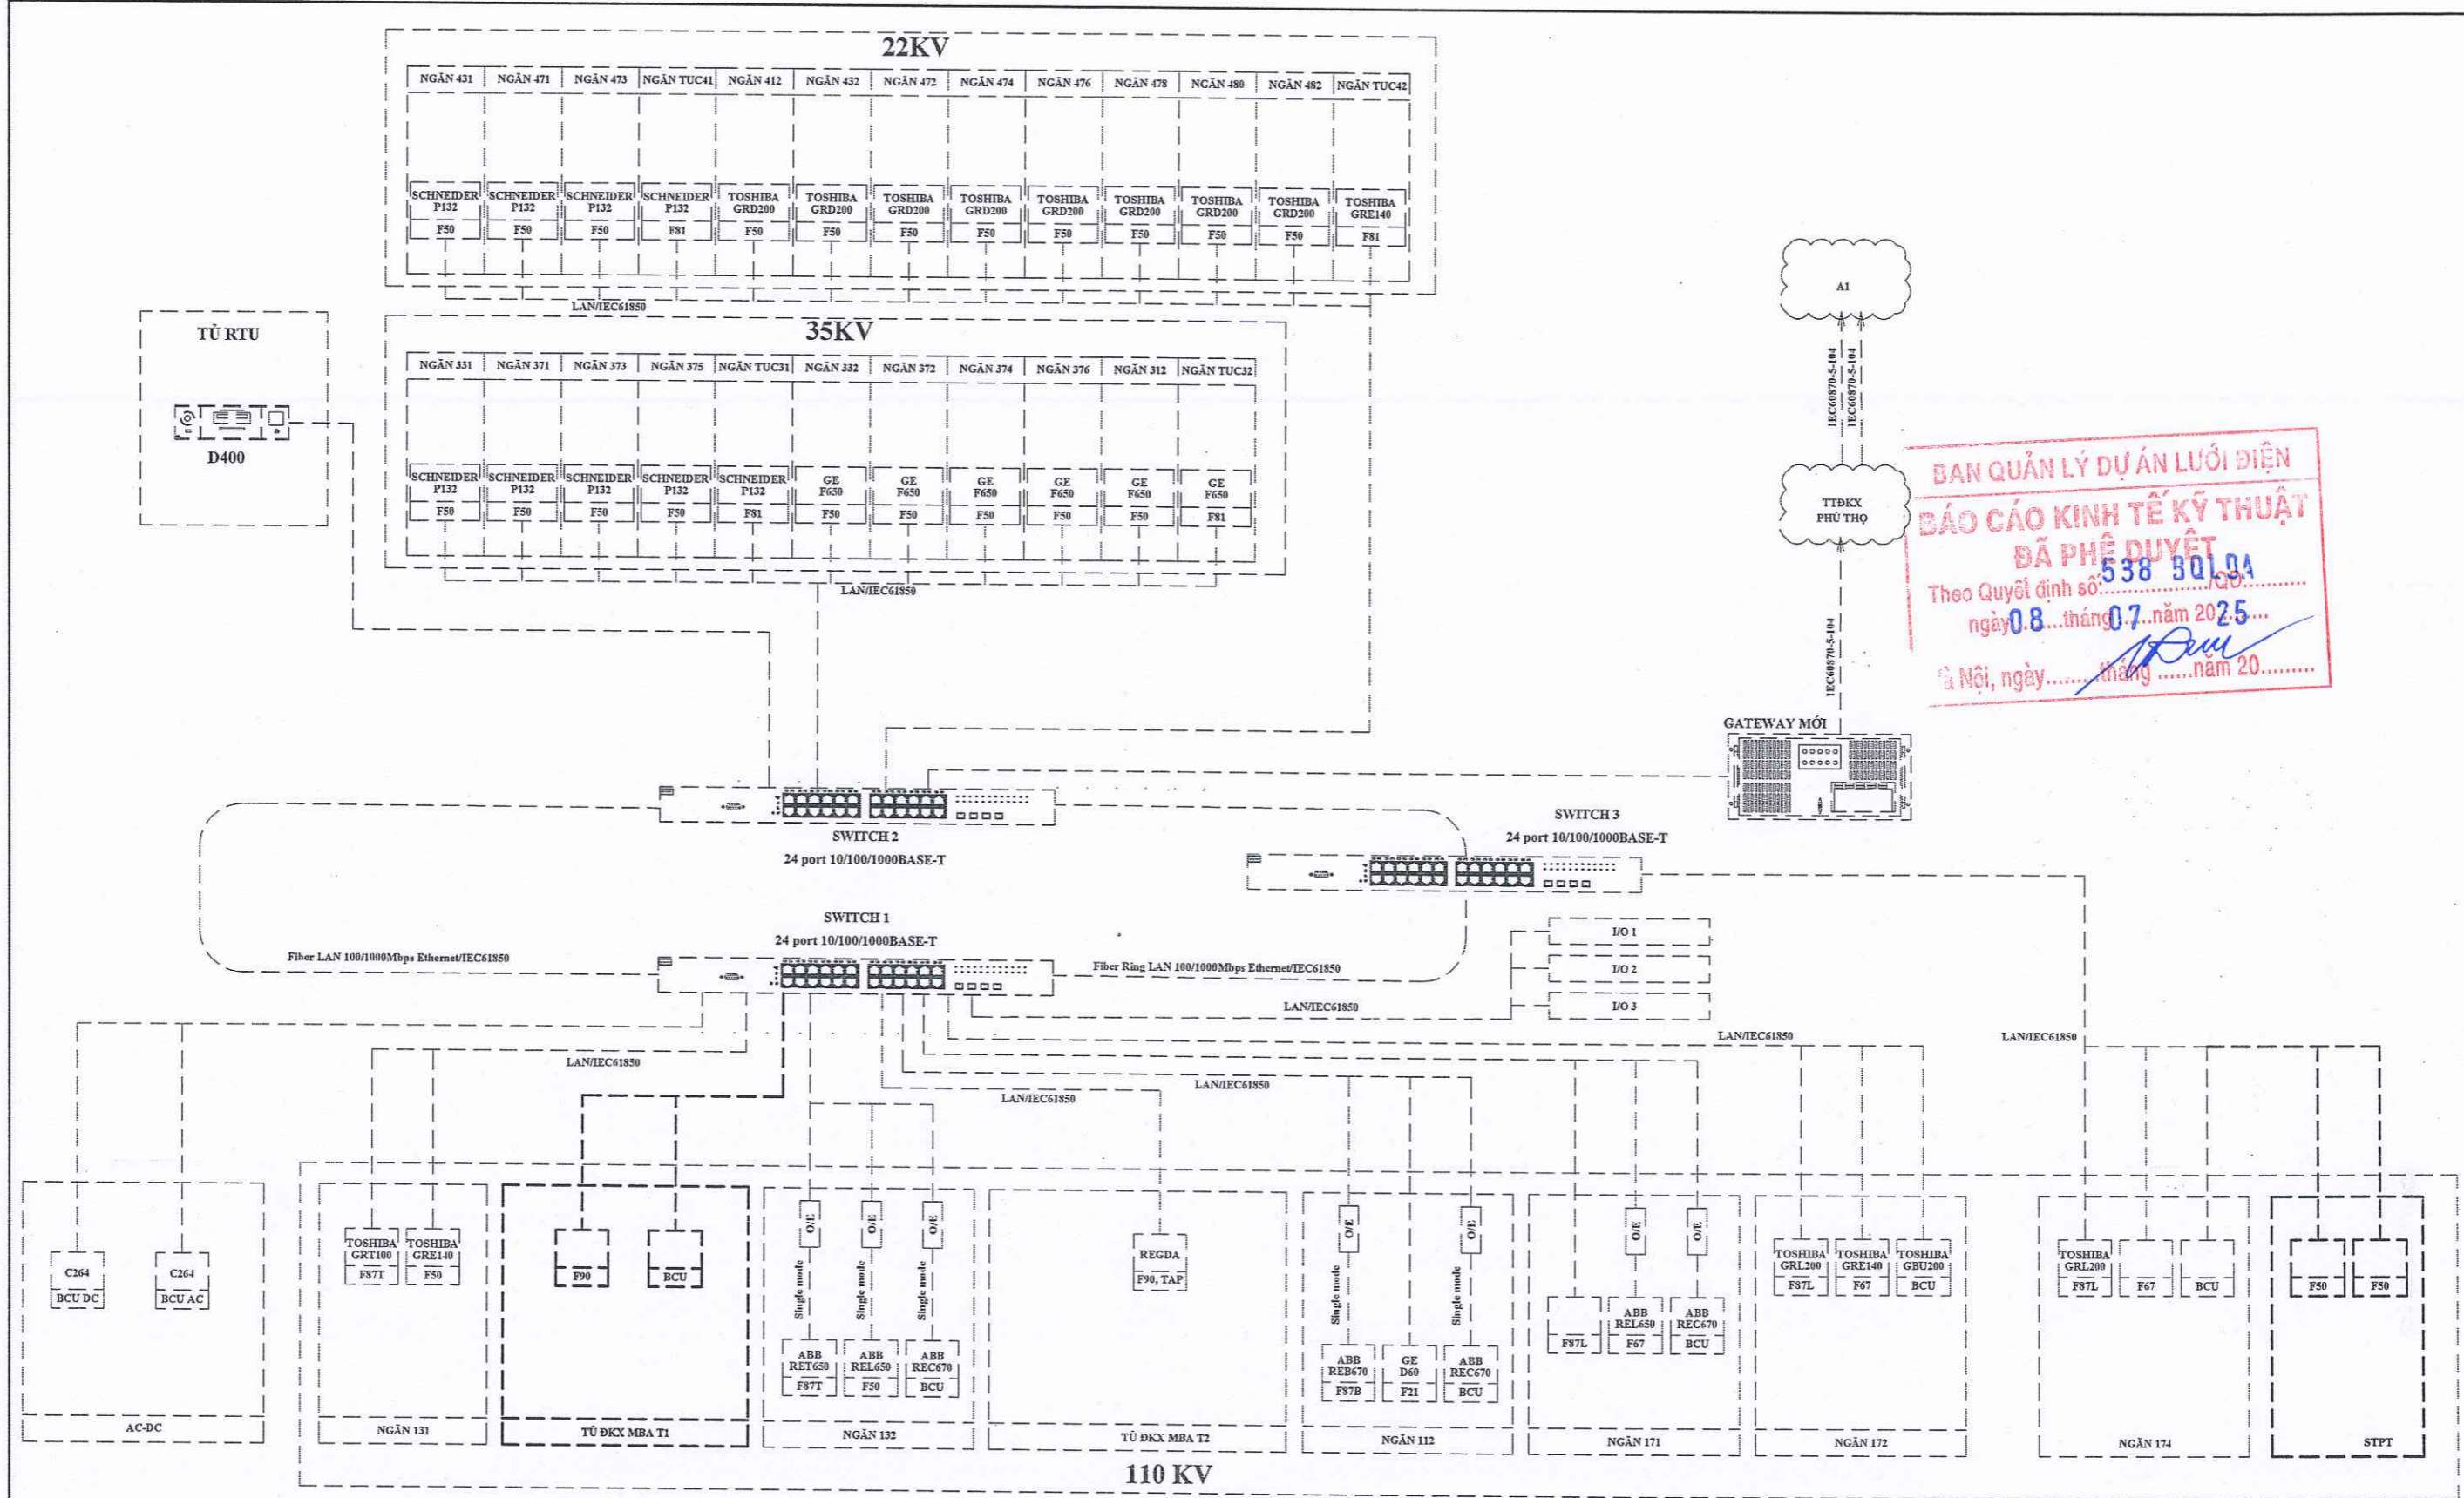 22KV
NGĂN 431 NGĂN 471 NGĂN 473 NGĂN TUC41 NGĂN 412 NGĂN 432 NGĂN 472 NGĂN 474 NGĂN 476 NGĂN 478 NGĂN 480 NGĂN 482 NGĂN TUC42
SCHNEIDER SCHNEIDER SCHNEIDER SCHNEIDER TOSHIBA TOSHIBA TOSHIBA TOSHIBA TOSHIBA TOSHIBA TOSHIBA TOSHIBA TOSHIBA
P132 P132 P132 P132 GRD200 GRD200 GRD200 GRD200 GRD200 GRD200 GRD200 GRD200 GRE140
F50 F50 F50 F81 F50 F50 F50 F50 F50 F50 F50 F50 F81
LAN/IEC61850
TỦ RTU
D400
35KV
NGĂN 331 NGĂN 371 NGĂN 373 NGĂN 375 NGĂN TUC31 NGĂN 332 NGĂN 372 NGĂN 374 NGĂN 376 NGĂN 312 NGĂN TUC32
SCHNEIDER SCHNEIDER SCHNEIDER SCHNEIDER SCHNEIDER GE GE GE GE GE GE
P132 P132 P132 P132 P132 F650 F650 F650 F650 F650 F650
F50 F50 F50 F50 F81 F50 F50 F50 F50 F50 F81
LAN/IEC61850
A1
IEC60870-5-104
IEC60870-5-104
TTĐKX
PHÚ THỌ
IEC60870-5-104
BAN QUẢN LÝ DỰ ÁN LƯỚI ĐIỆN
BÁO CÁO KINH TẾ KỸ THUẬT
ĐÃ PHÊ DUYỆT
Theo Quyết định số: 538 BQLDA /QĐ
ngày 08 tháng 07 năm 2025
Hà Nội, ngày.........tháng ......năm 20.........
GATEWAY MỚI
SWITCH 2
24 port 10/100/1000BASE-T
SWITCH 3
24 port 10/100/1000BASE-T
SWITCH 1
24 port 10/100/1000BASE-T
Fiber LAN 100/1000Mbps Ethernet/IEC61850
Fiber Ring LAN 100/1000Mbps Ethernet/IEC61850
I/O 1
I/O 2
I/O 3
LAN/IEC61850
LAN/IEC61850
LAN/IEC61850
LAN/IEC61850
LAN/IEC61850
LAN/IEC61850
C264
BCU DC
C264
BCU AC
AC-DC
TOSHIBA
GRT100
F87T
TOSHIBA
GRE140
F50
NGĂN 131
F90
BCU
TỦ ĐKX MBA T1
O/E O/E O/E
Single mode Single mode Single mode
ABB
RET650
F87T
ABB
REL650
F50
ABB
REC670
BCU
NGĂN 132
REGDA
F90, TAP
TỦ ĐKX MBA T2
O/E O/E
Single mode Single mode
ABB
REB670
F87B
GE
D60
F21
ABB
REC670
BCU
NGĂN 112
O/E O/E
F87L
ABB
REL650
F67
ABB
REC670
BCU
NGĂN 171
TOSHIBA
GRL200
F87L
TOSHIBA
GRE140
F67
TOSHIBA
GBU200
BCU
NGĂN 172
TOSHIBA
GRL200
F87L
F67
BCU
NGĂN 174
F50
F50
STPT
110 KV